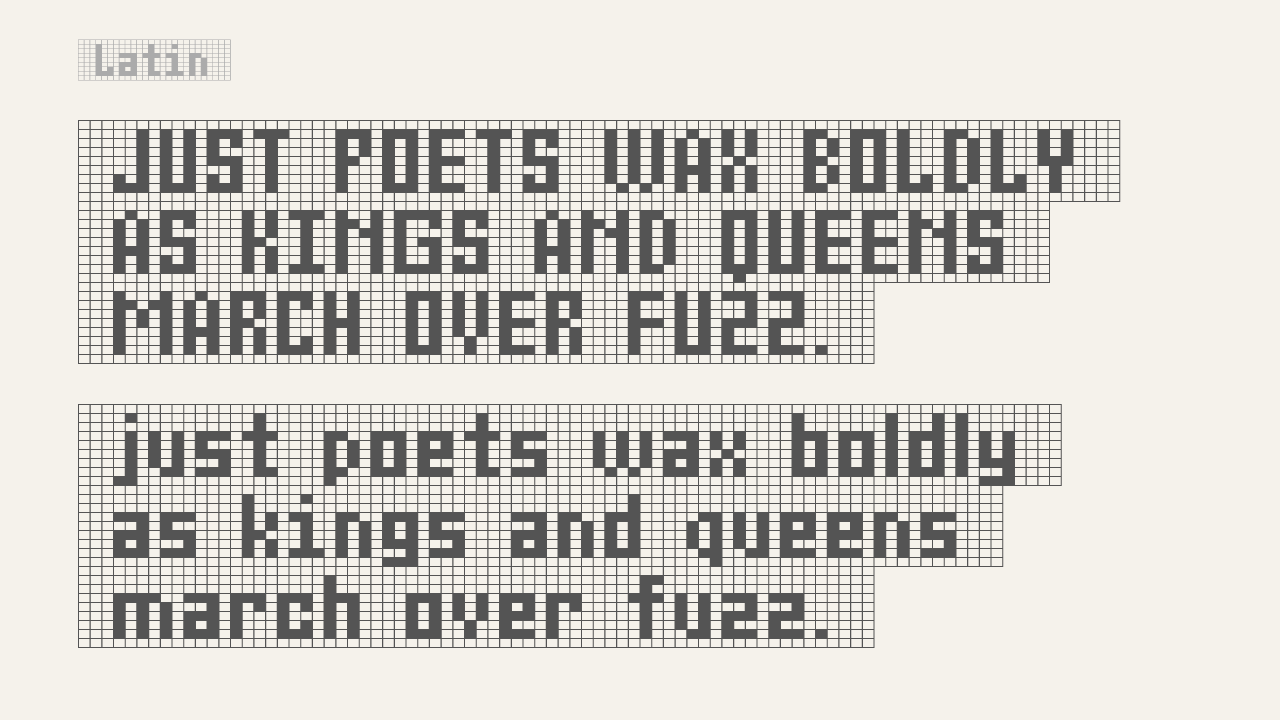 Latin
JUST POETS WAX BOLDLY
AS KINGS AND QUEENS
MARCH OVER FUZZ.
just poets wax boldly
as kings and queens
march over fuzz.